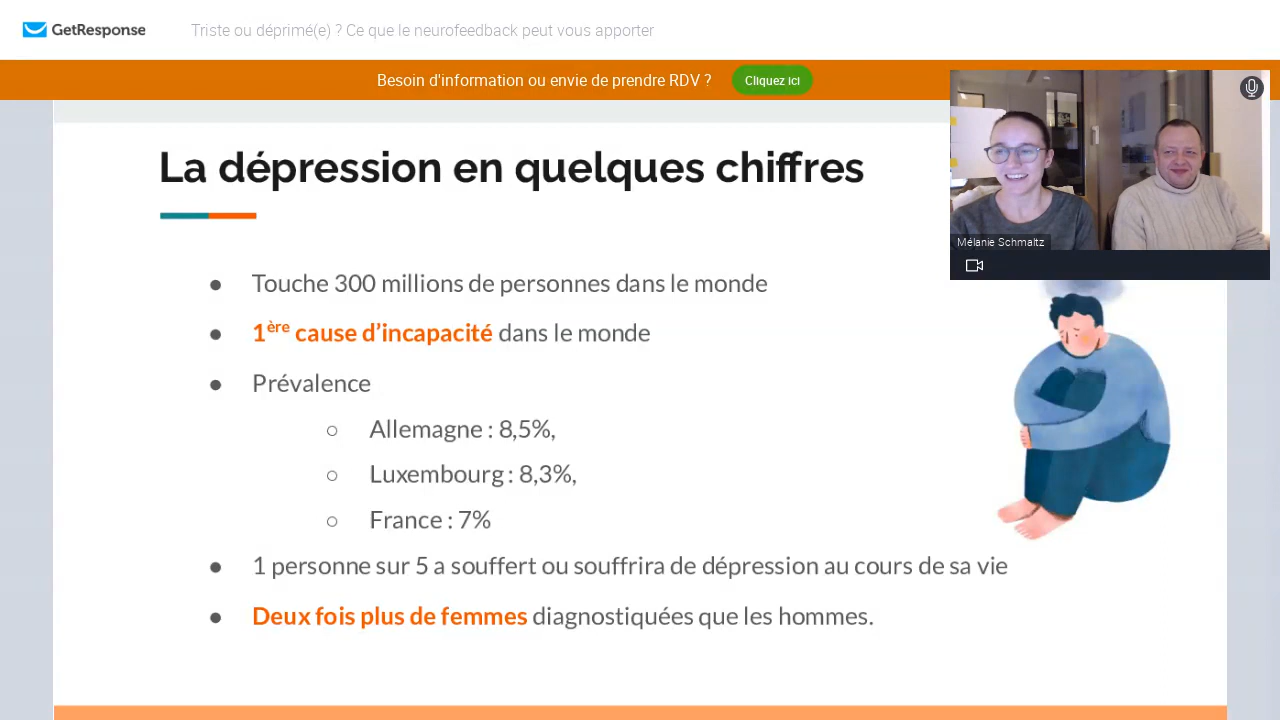 GetResponse
Triste ou déprimé(e) ? Ce que le neurofeedback peut vous apporter
Besoin d'information ou envie de prendre RDV ?
Cliquez ici
La dépression en quelques chiffres
Mélanie Schmaltz
● Touche 300 millions de personnes dans le monde
● 1ère cause d’incapacité dans le monde
● Prévalence
○ Allemagne : 8,5%,
○ Luxembourg : 8,3%,
○ France : 7%
● 1 personne sur 5 a souffert ou souffrira de dépression au cours de sa vie
● Deux fois plus de femmes diagnostiquées que les hommes.